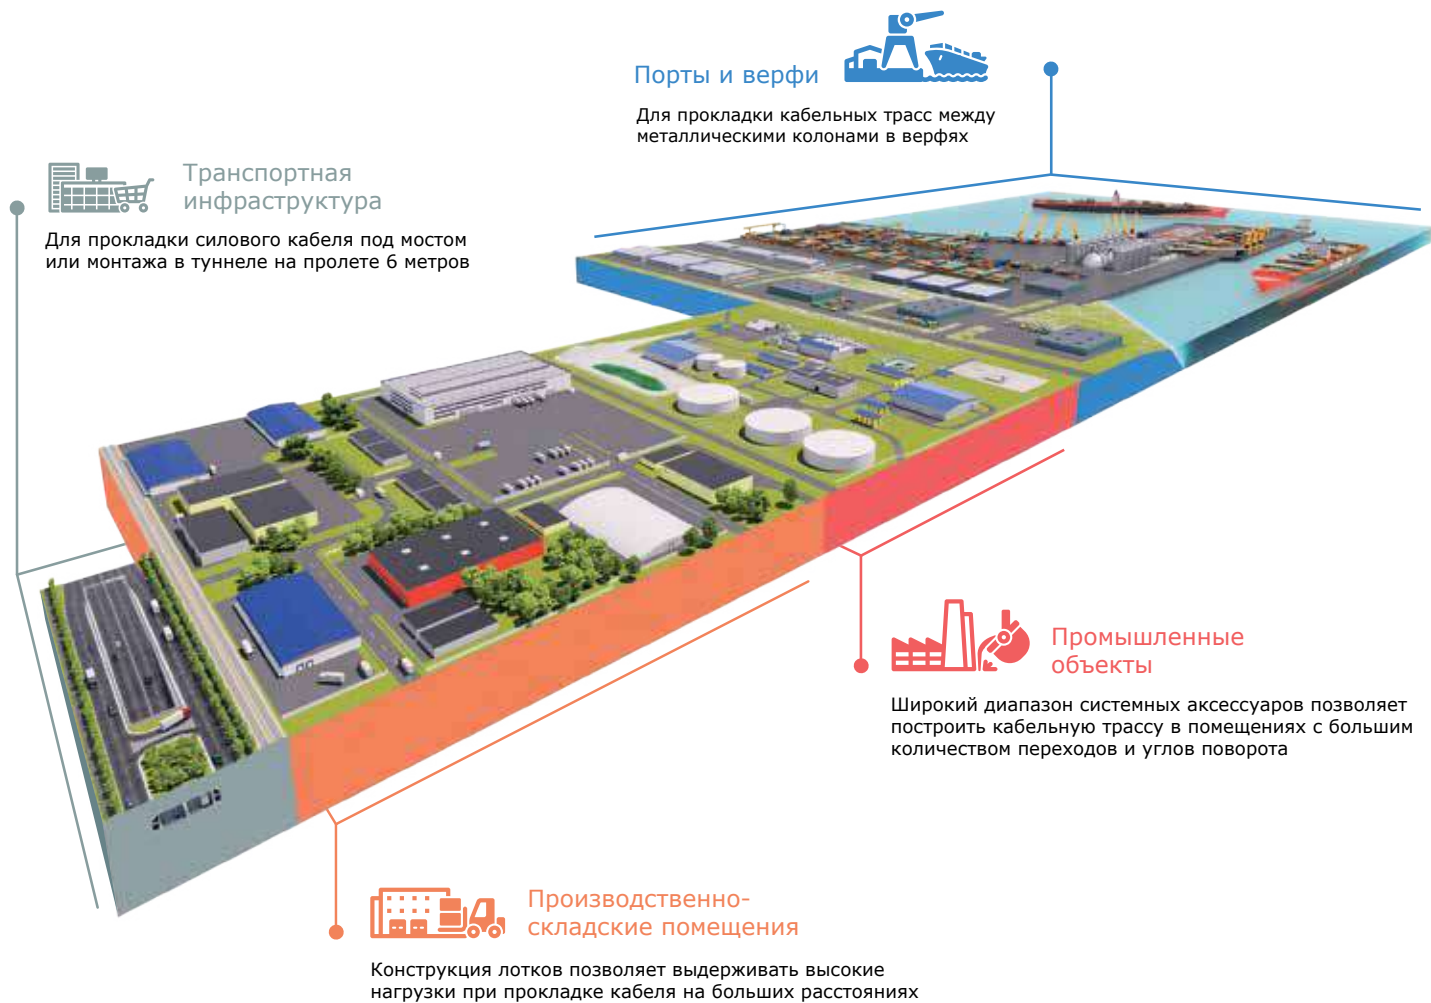 Порты и верфи
Для прокладки кабельных трасс между
металлическими колонами в верфях
Транспортная
инфраструктура
Для прокладки силового кабеля под мостом
или монтажа в туннеле на пролете 6 метров
Промышленные
объекты
Широкий диапазон системных аксессуаров позволяет
построить кабельную трассу в помещениях с большим
количеством переходов и углов поворота
Производственно-
складские помещения
Конструкция лотков позволяет выдерживать высокие
нагрузки при прокладке кабеля на больших расстояниях